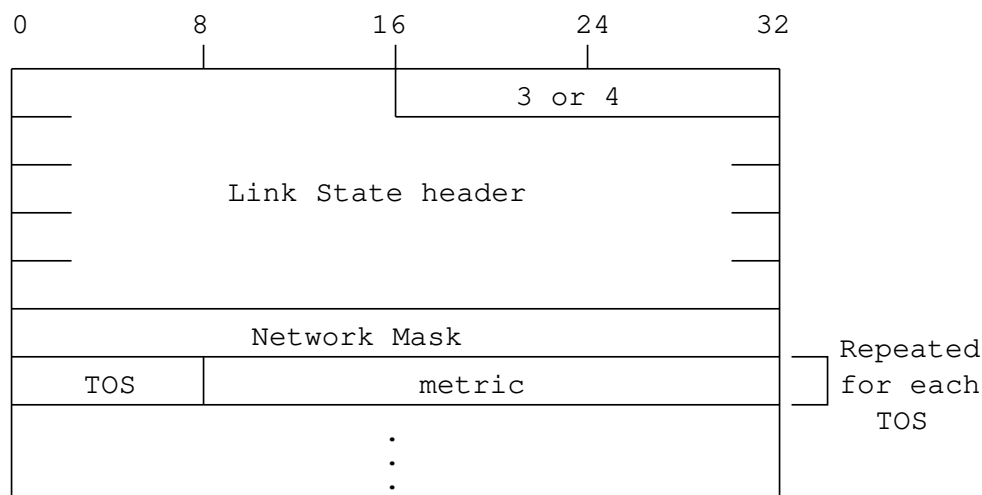 0 8 16 24 32
3 or 4
Link State header
Network Mask
TOS metric
Repeated
for each
TOS
.
.
.